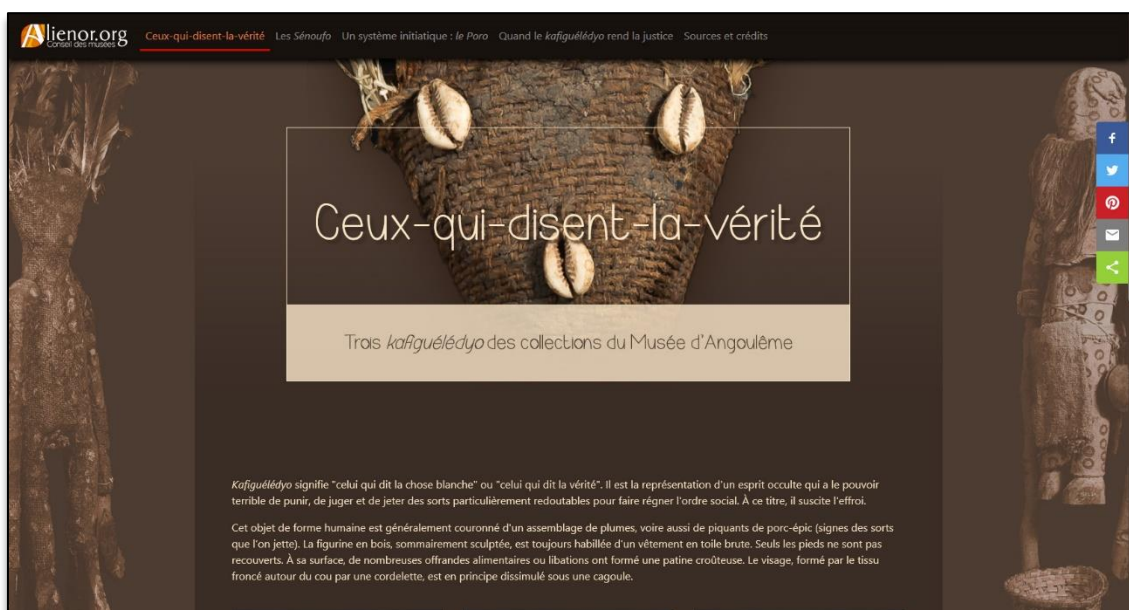 Alienor.org
Conseil des musées
Ceux-qui-disent-la-vérité Les Sénoufo Un système initiatique : le Poro Quand le kafiguélédyo rend la justice Sources et crédits
Ceux-qui-disent-la-vérité
Trois kafiguélédyo des collections du Musée d'Angoulême
Kafiguélédyo signifie "celui qui dit la chose blanche" ou "celui qui dit la vérité". Il est la représentation d'un esprit occulte qui a le pouvoir
terrible de punir, de juger et de jeter des sorts particulièrement redoutables pour faire régner l'ordre social. À ce titre, il suscite l'effroi.
Cet objet de forme humaine est généralement couronné d'un assemblage de plumes, voire aussi de piquants de porc-épic (signes des sorts
que l'on jette). La figurine en bois, sommairement sculptée, est toujours habillée d'un vêtement en toile brute. Seuls les pieds ne sont pas
recouverts. À sa surface, de nombreuses offrandes alimentaires ou libations ont formé une patine croûteuse. Le visage, formé par le tissu
froncé autour du cou par une cordelette, est en principe dissimulé sous une cagoule.